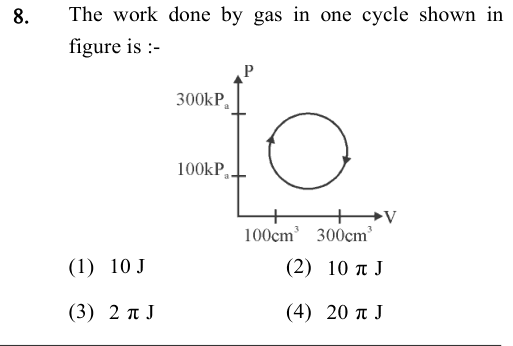 8. The work done by gas in one cycle shown in
figure is :-
P
300kPₐ
100kPₐ
V
100cm³ 300cm³
(1) 10 J (2) 10 π J
(3) 2 π J (4) 20 π J